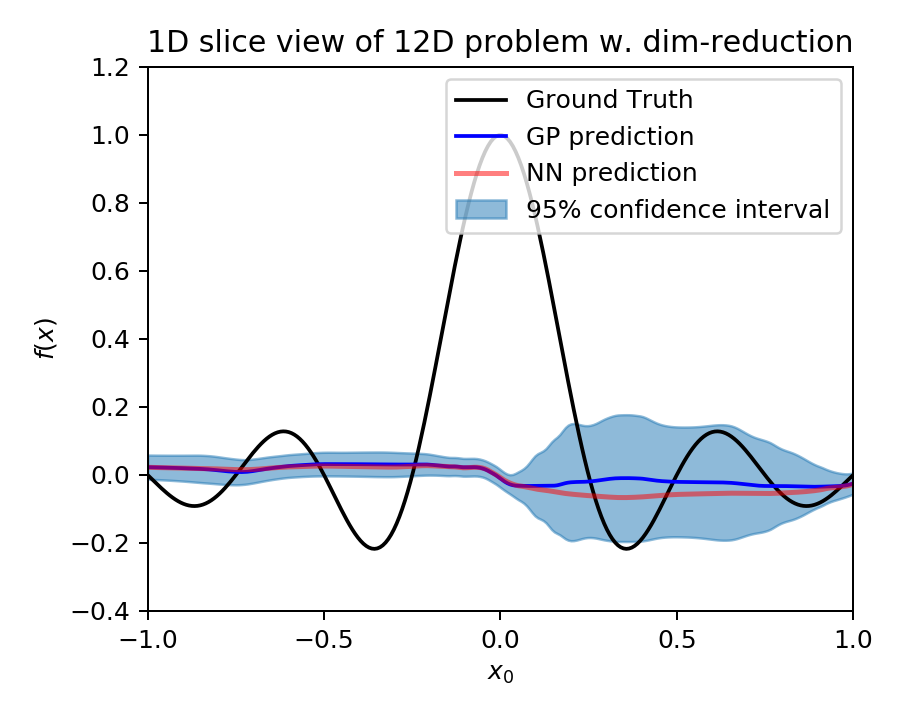 1D slice view of 12D problem w. dim-reduction
1.2
1.0
0.8
0.6
0.4
0.2
0.0
−0.2
−0.4
f(x)
Ground Truth
GP prediction
NN prediction
95% confidence interval
−1.0 −0.5 0.0 0.5 1.0
x₀